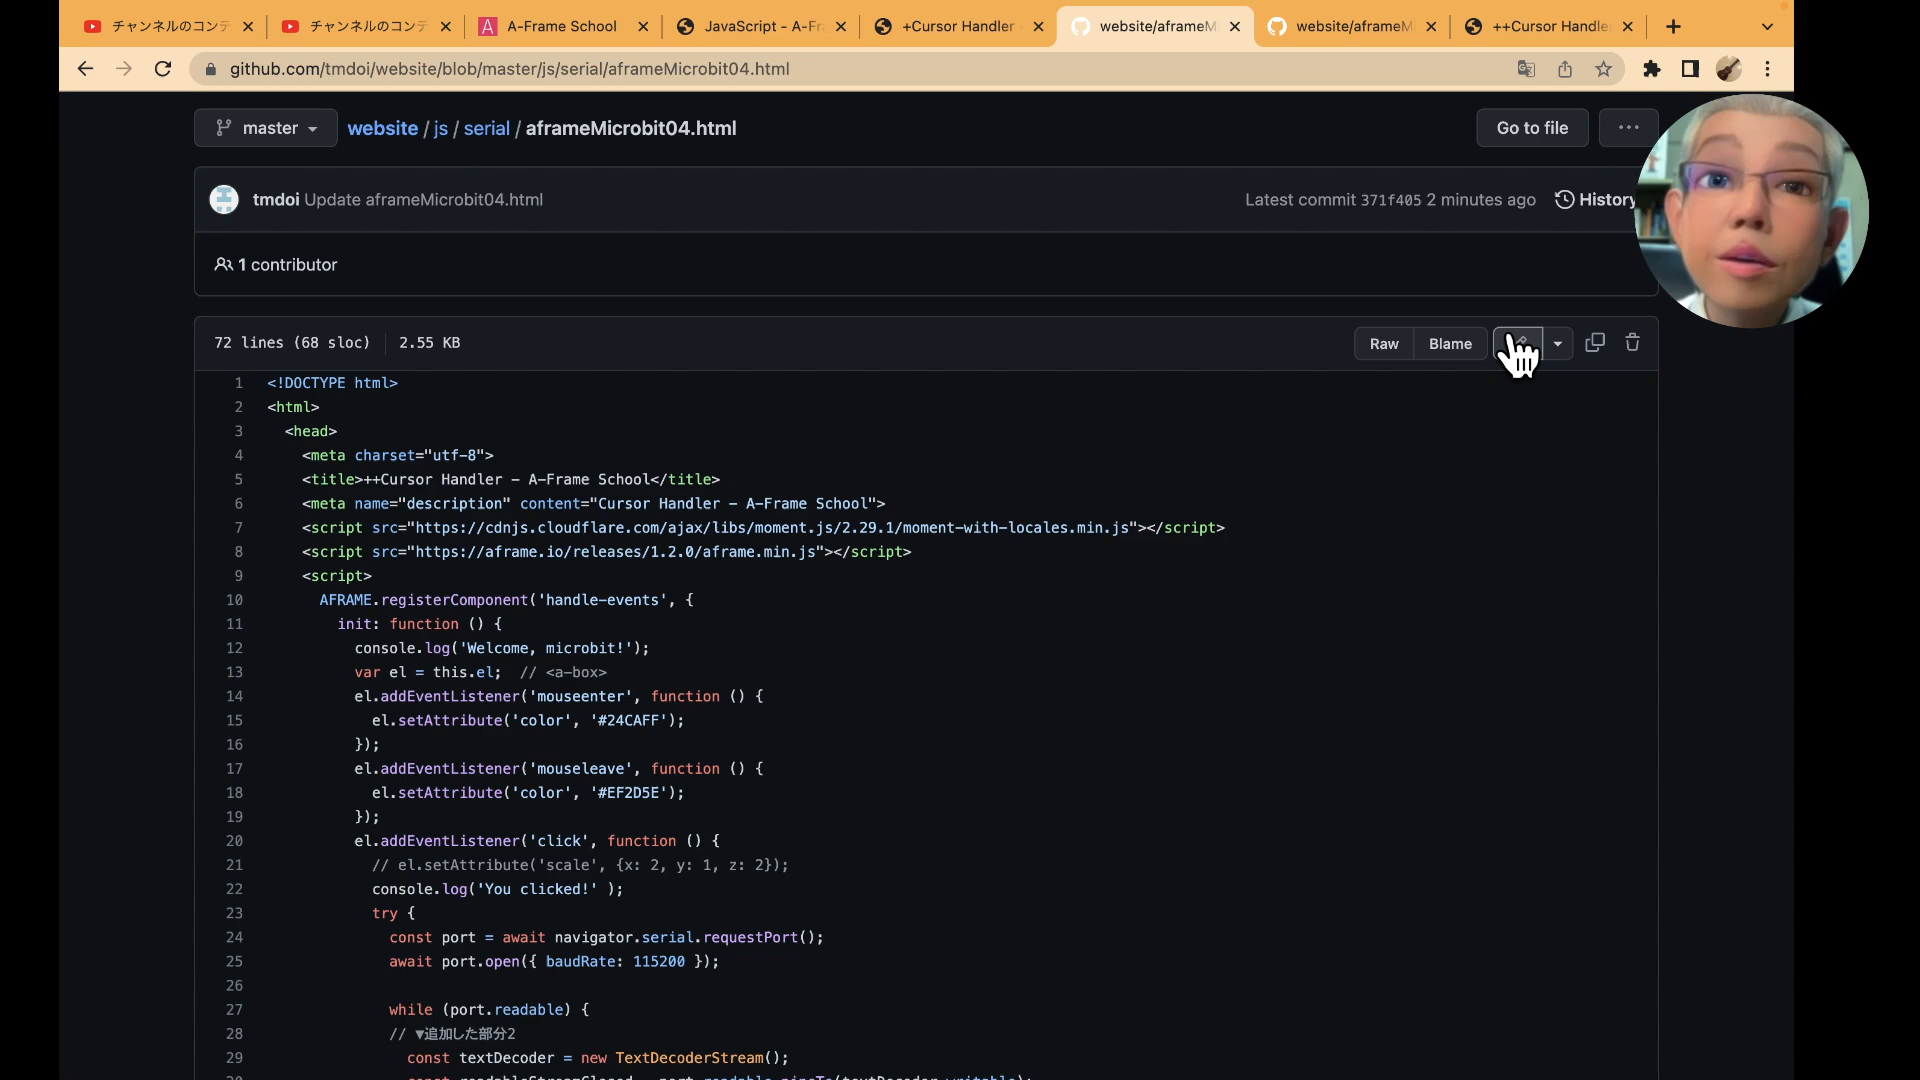 チャンネルのコンテ
チャンネルのコンテ
A-Frame School
JavaScript - A-Fr
+Cursor Handler
website/aframeM
website/aframeM
++Cursor Handle
github.com/tmdoi/website/blob/master/js/serial/aframeMicrobit04.html
master
website / js / serial / aframeMicrobit04.html
Go to file
tmdoi Update aframeMicrobit04.html
Latest commit 371f405 2 minutes ago
History
1 contributor
72 lines (68 sloc)
2.55 KB
Raw
Blame
1 <!DOCTYPE html>
2 <html>
3 <head>
4 <meta charset="utf-8">
5 <title>++Cursor Handler – A-Frame School</title>
6 <meta name="description" content="Cursor Handler – A-Frame School">
7 <script src="https://cdnjs.cloudflare.com/ajax/libs/moment.js/2.29.1/moment-with-locales.min.js"></script>
8 <script src="https://aframe.io/releases/1.2.0/aframe.min.js"></script>
9 <script>
10 AFRAME.registerComponent('handle-events', {
11 init: function () {
12 console.log('Welcome, microbit!');
13 var el = this.el; // <a-box>
14 el.addEventListener('mouseenter', function () {
15 el.setAttribute('color', '#24CAFF');
16 });
17 el.addEventListener('mouseleave', function () {
18 el.setAttribute('color', '#EF2D5E');
19 });
20 el.addEventListener('click', function () {
21 // el.setAttribute('scale', {x: 2, y: 1, z: 2});
22 console.log('You clicked!' );
23 try {
24 const port = await navigator.serial.requestPort();
25 await port.open({ baudRate: 115200 });
26
27 while (port.readable) {
28 // ▼追加した部分2
29 const textDecoder = new TextDecoderStream();